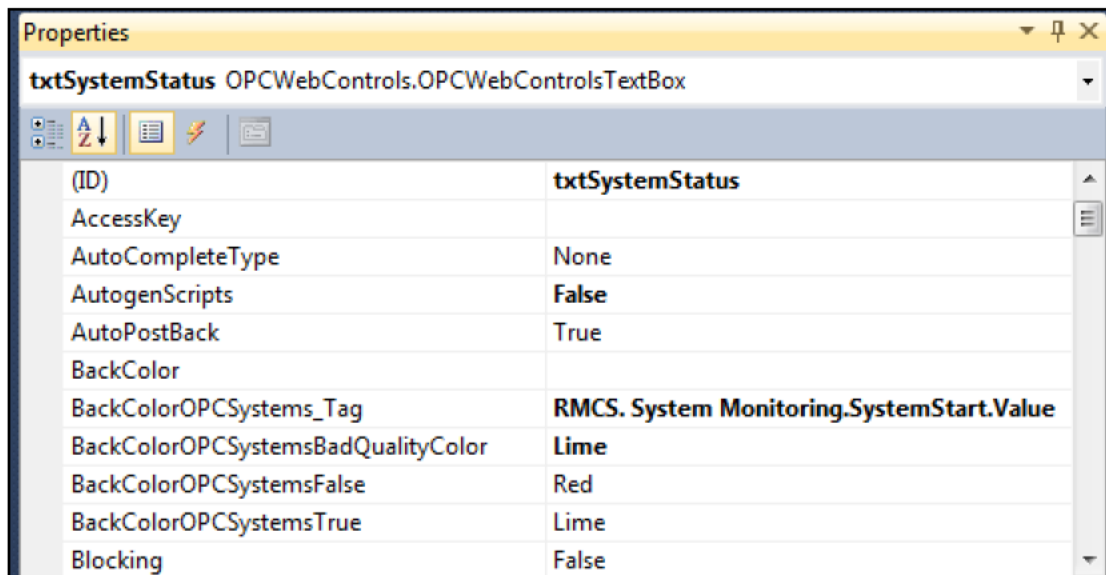 Properties
txtSystemStatus OPCWebControls.OPCWebControlsTextBox
(ID) txtSystemStatus
AccessKey
AutoCompleteType None
AutogenScripts False
AutoPostBack True
BackColor
BackColorOPCSystems_Tag RMCS. System Monitoring.SystemStart.Value
BackColorOPCSystemsBadQualityColor Lime
BackColorOPCSystemsFalse Red
BackColorOPCSystemsTrue Lime
Blocking False